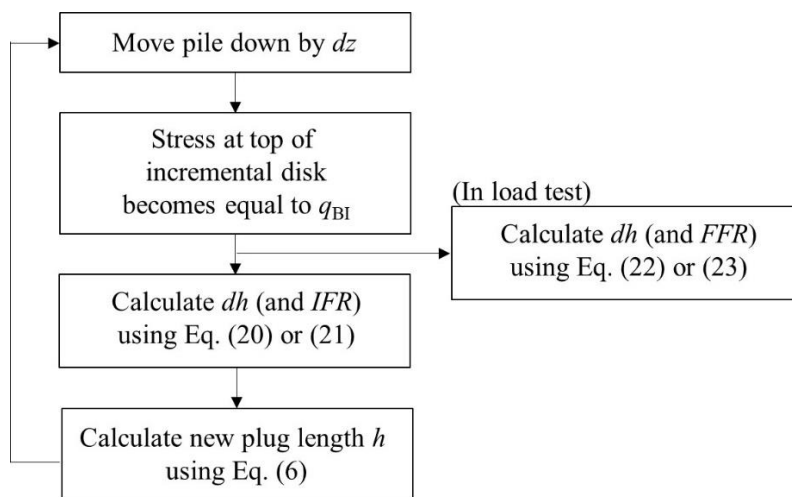 Move pile down by dz
Stress at top of
incremental disk
becomes equal to qBI
(In load test)
Calculate dh (and FFR)
using Eq. (22) or (23)
Calculate dh (and IFR)
using Eq. (20) or (21)
Calculate new plug length h
using Eq. (6)